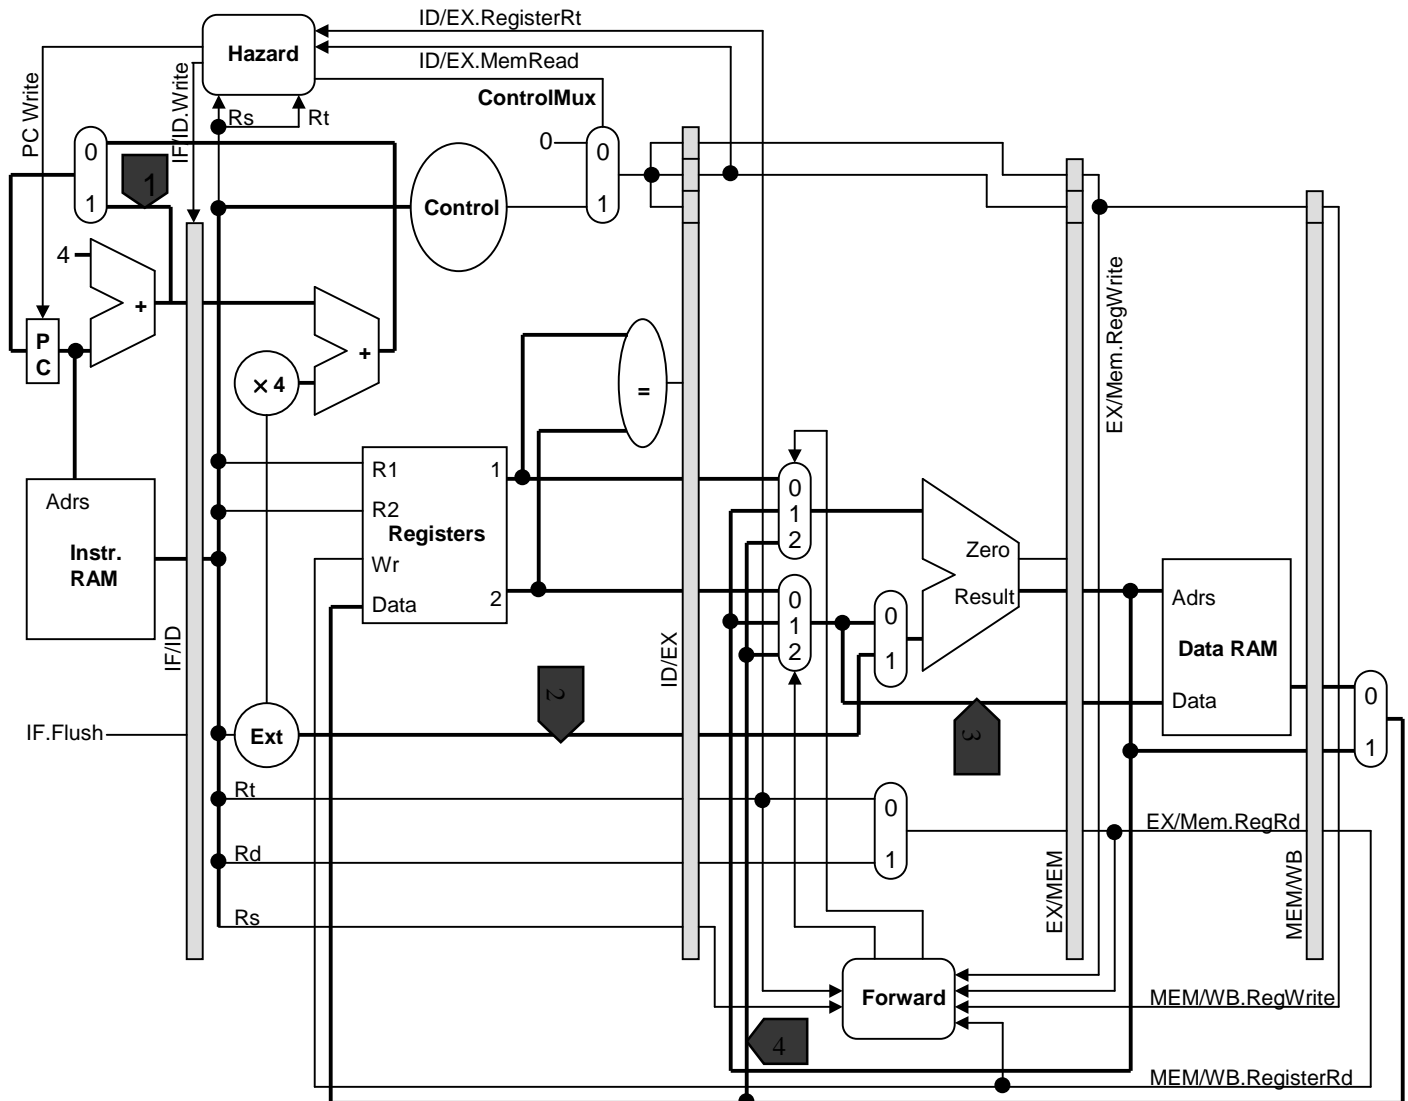 ID/EX.RegisterRt
Hazard
ID/EX.MemRead
PC Write
IF/ID.Write
ControlMux
Rs
Rt
0
0
1
0
1
1
Control
4
+
P
C
+
× 4
=
EX/Mem.RegWrite
Adrs
Instr.
RAM
R1
R2
Registers
Wr
Data
1
2
0
1
2
0
1
2
0
1
Zero
Result
Adrs
Data RAM
Data
0
1
IF/ID
ID/EX
2
3
IF.Flush
Ext
Rt
Rd
Rs
0
1
EX/Mem.RegRd
EX/MEM
MEM/WB
Forward
MEM/WB.RegWrite
4
MEM/WB.RegisterRd